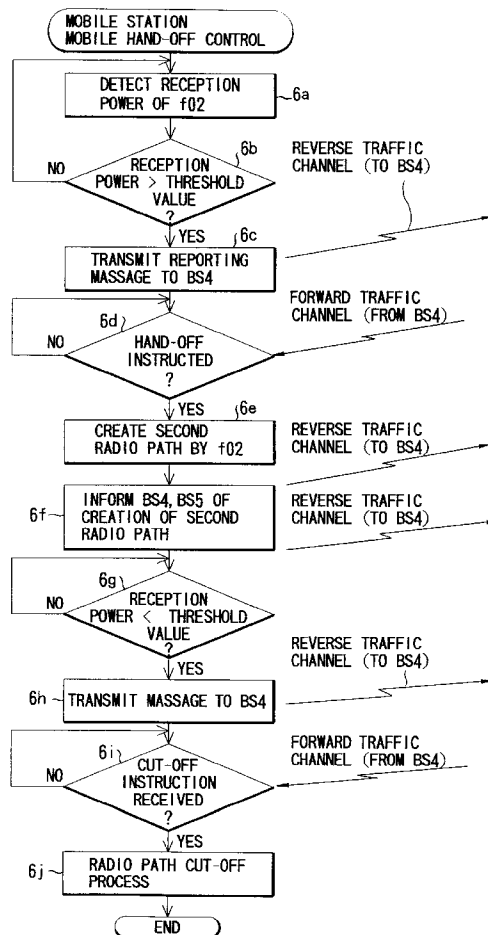 MOBILE STATION
MOBILE HAND-OFF CONTROL
DETECT RECEPTION
POWER OF f02
6a
6b
RECEPTION
POWER > THRESHOLD
VALUE
?
NO
YES
REVERSE TRAFFIC
CHANNEL (TO BS4)
6c
TRANSMIT REPORTING
MASSAGE TO BS4
6d
HAND-OFF
INSTRUCTED
?
NO
YES
FORWARD TRAFFIC
CHANNEL (FROM BS4)
6e
CREATE SECOND
RADIO PATH BY f02
REVERSE TRAFFIC
CHANNEL (TO BS4)
6f
INFORM BS4, BS5 OF
CREATION OF SECOND
RADIO PATH
REVERSE TRAFFIC
CHANNEL (TO BS4)
6g
RECEPTION
POWER < THRESHOLD
VALUE
?
NO
YES
REVERSE TRAFFIC
CHANNEL (TO BS4)
6h
TRANSMIT MASSAGE TO BS4
6i
CUT-OFF
INSTRUCTION
RECEIVED
?
NO
YES
FORWARD TRAFFIC
CHANNEL (FROM BS4)
6j
RADIO PATH CUT-OFF
PROCESS
END